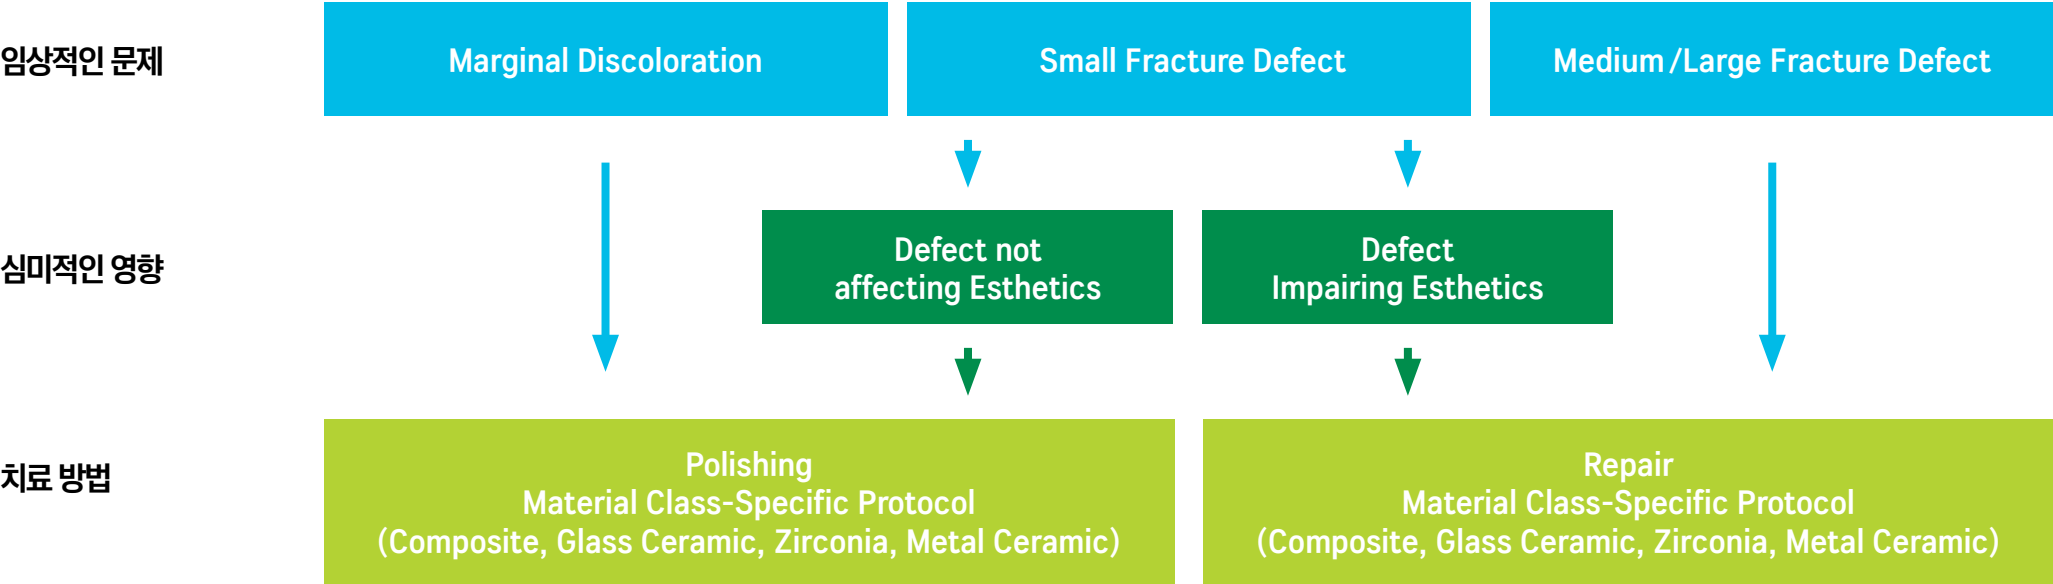 임상적인 문제
Marginal Discoloration
Small Fracture Defect
Medium/Large Fracture Defect
심미적인 영향
Defect not
affecting Esthetics
Defect
Impairing Esthetics
치료 방법
Polishing
Material Class-Specific Protocol
(Composite, Glass Ceramic, Zirconia, Metal Ceramic)
Repair
Material Class-Specific Protocol
(Composite, Glass Ceramic, Zirconia, Metal Ceramic)